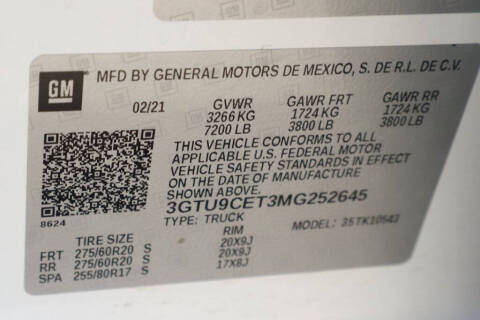 GM MFD BY GENERAL MOTORS DE MEXICO, S. DE R.L. DE C.V.
02/21 GVWR GAWR FRT GAWR RR
3266 KG 1724 KG 1724 KG
7200 LB 3800 LB 3800 LB
THIS VEHICLE CONFORMS TO ALL
APPLICABLE U.S. FEDERAL MOTOR
VEHICLE SAFETY STANDARDS IN EFFECT
ON THE DATE OF MANUFACTURE
SHOWN ABOVE.
3GTU9CET3MG252645
8624 TYPE: TRUCK MODEL:
TIRE SIZE RIM
FRT 275/60R20 S 20X9J
RR 275/60R20 S 20X9J
SPA 255/80R17 S 17X8J